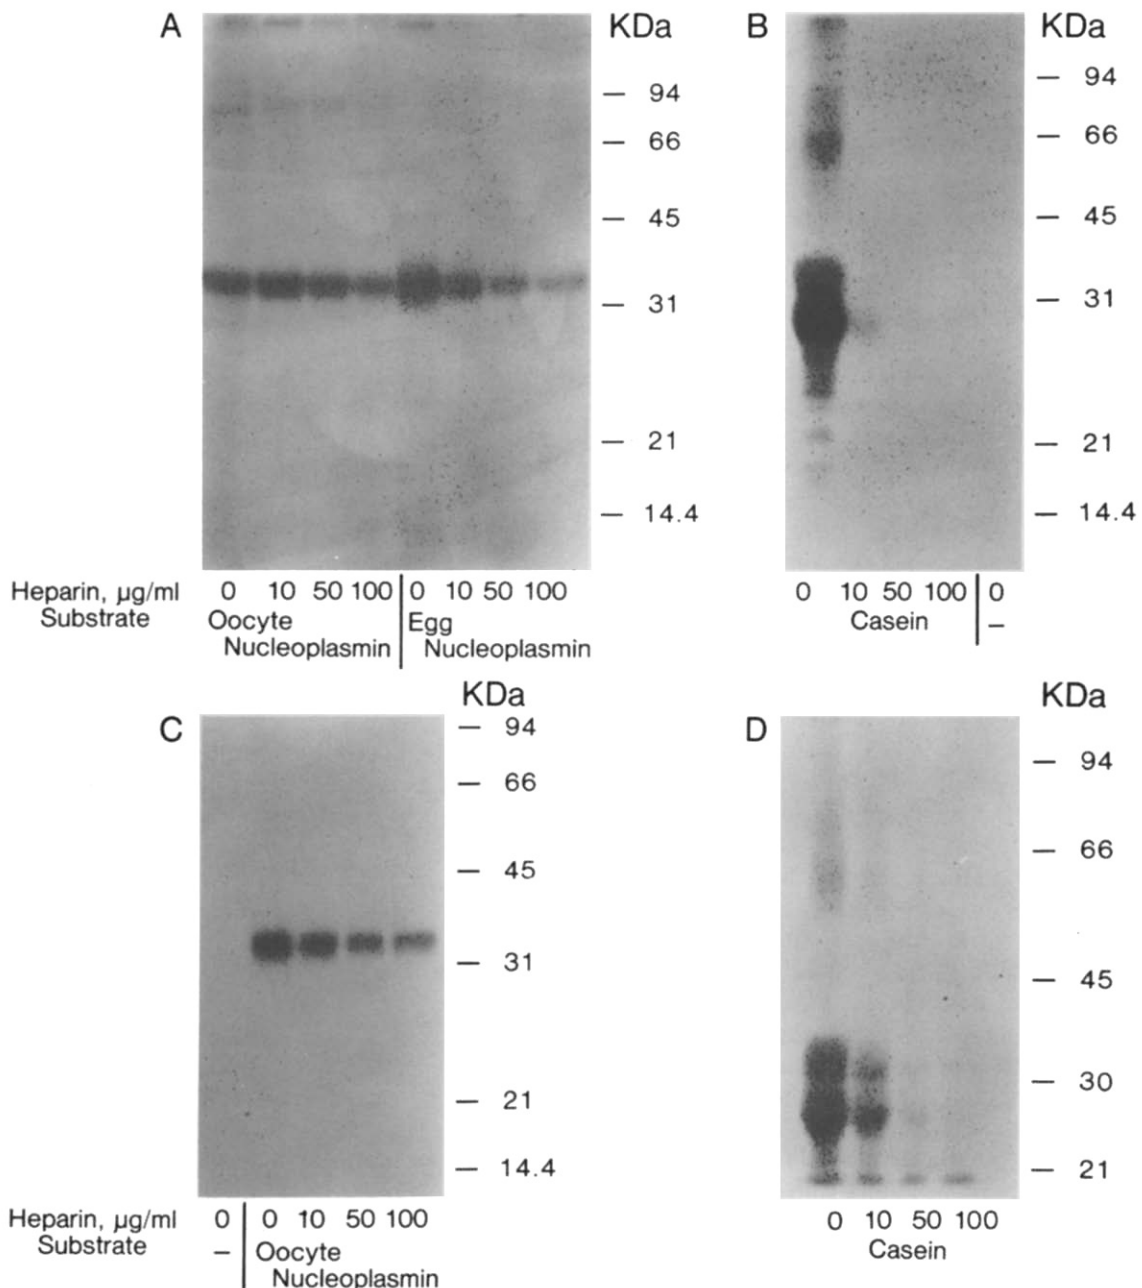 A
KDa
— 94
— 66
— 45
— 31
— 21
— 14.4
Heparin, µg/ml 0 10 50 100 0 10 50 100
Substrate Oocyte Nucleoplasmin Egg Nucleoplasmin
B
KDa
— 94
— 66
— 45
— 31
— 21
— 14.4
0 10 50 100 0
Casein –
C
KDa
— 94
— 66
— 45
— 31
— 21
— 14.4
Heparin, µg/ml 0 0 10 50 100
Substrate – Oocyte Nucleoplasmin
D
KDa
— 94
— 66
— 45
— 30
— 21
0 10 50 100
Casein